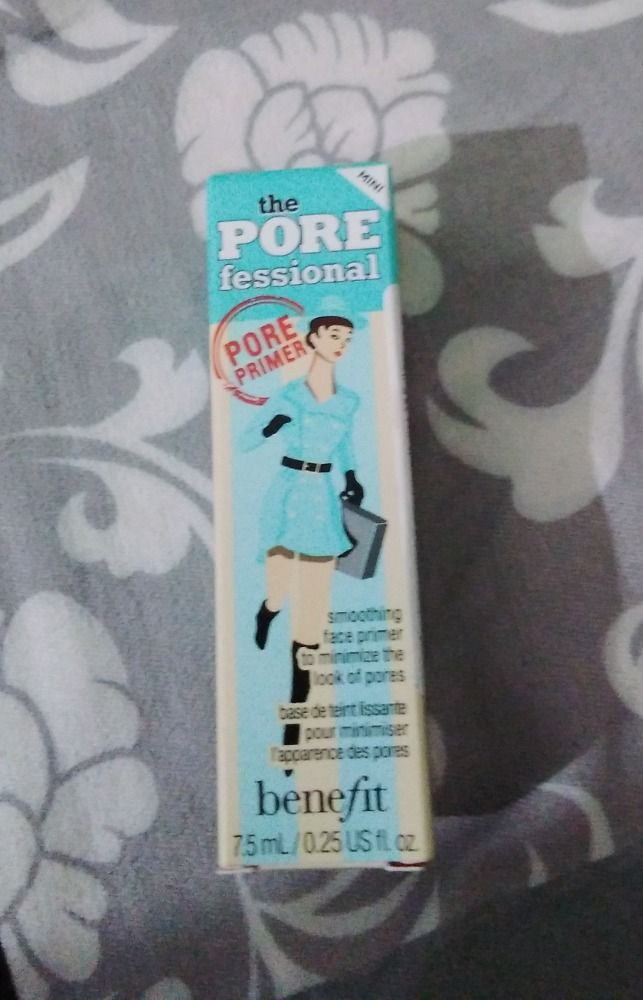 MINI
the
PORE
fessional
PORE
PRIMER
smoothing
face primer
to minimize the
look of pores
base de teint lissante
pour minimiser
l'apparence des pores
benefit
7.5 mL / 0.25 US fl. oz.